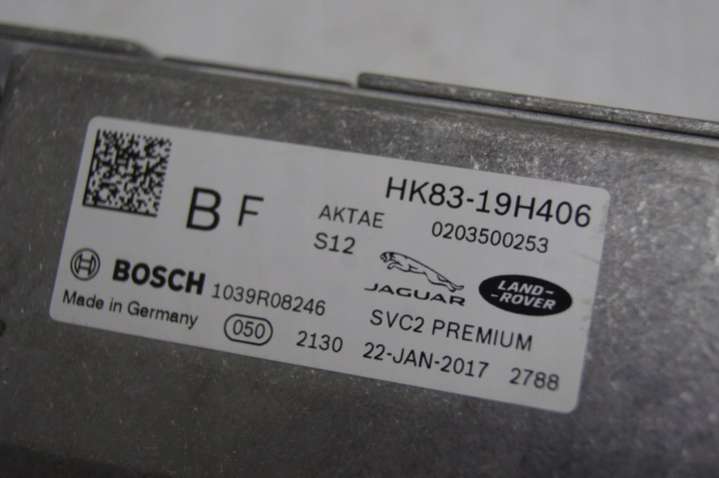 HK83-19H406
B F AKTAE 0203500253
S12
JAGUAR LAND-ROVER
BOSCH 1039R08246 SVC2 PREMIUM
Made in Germany 050 2130 22-JAN-2017 2788